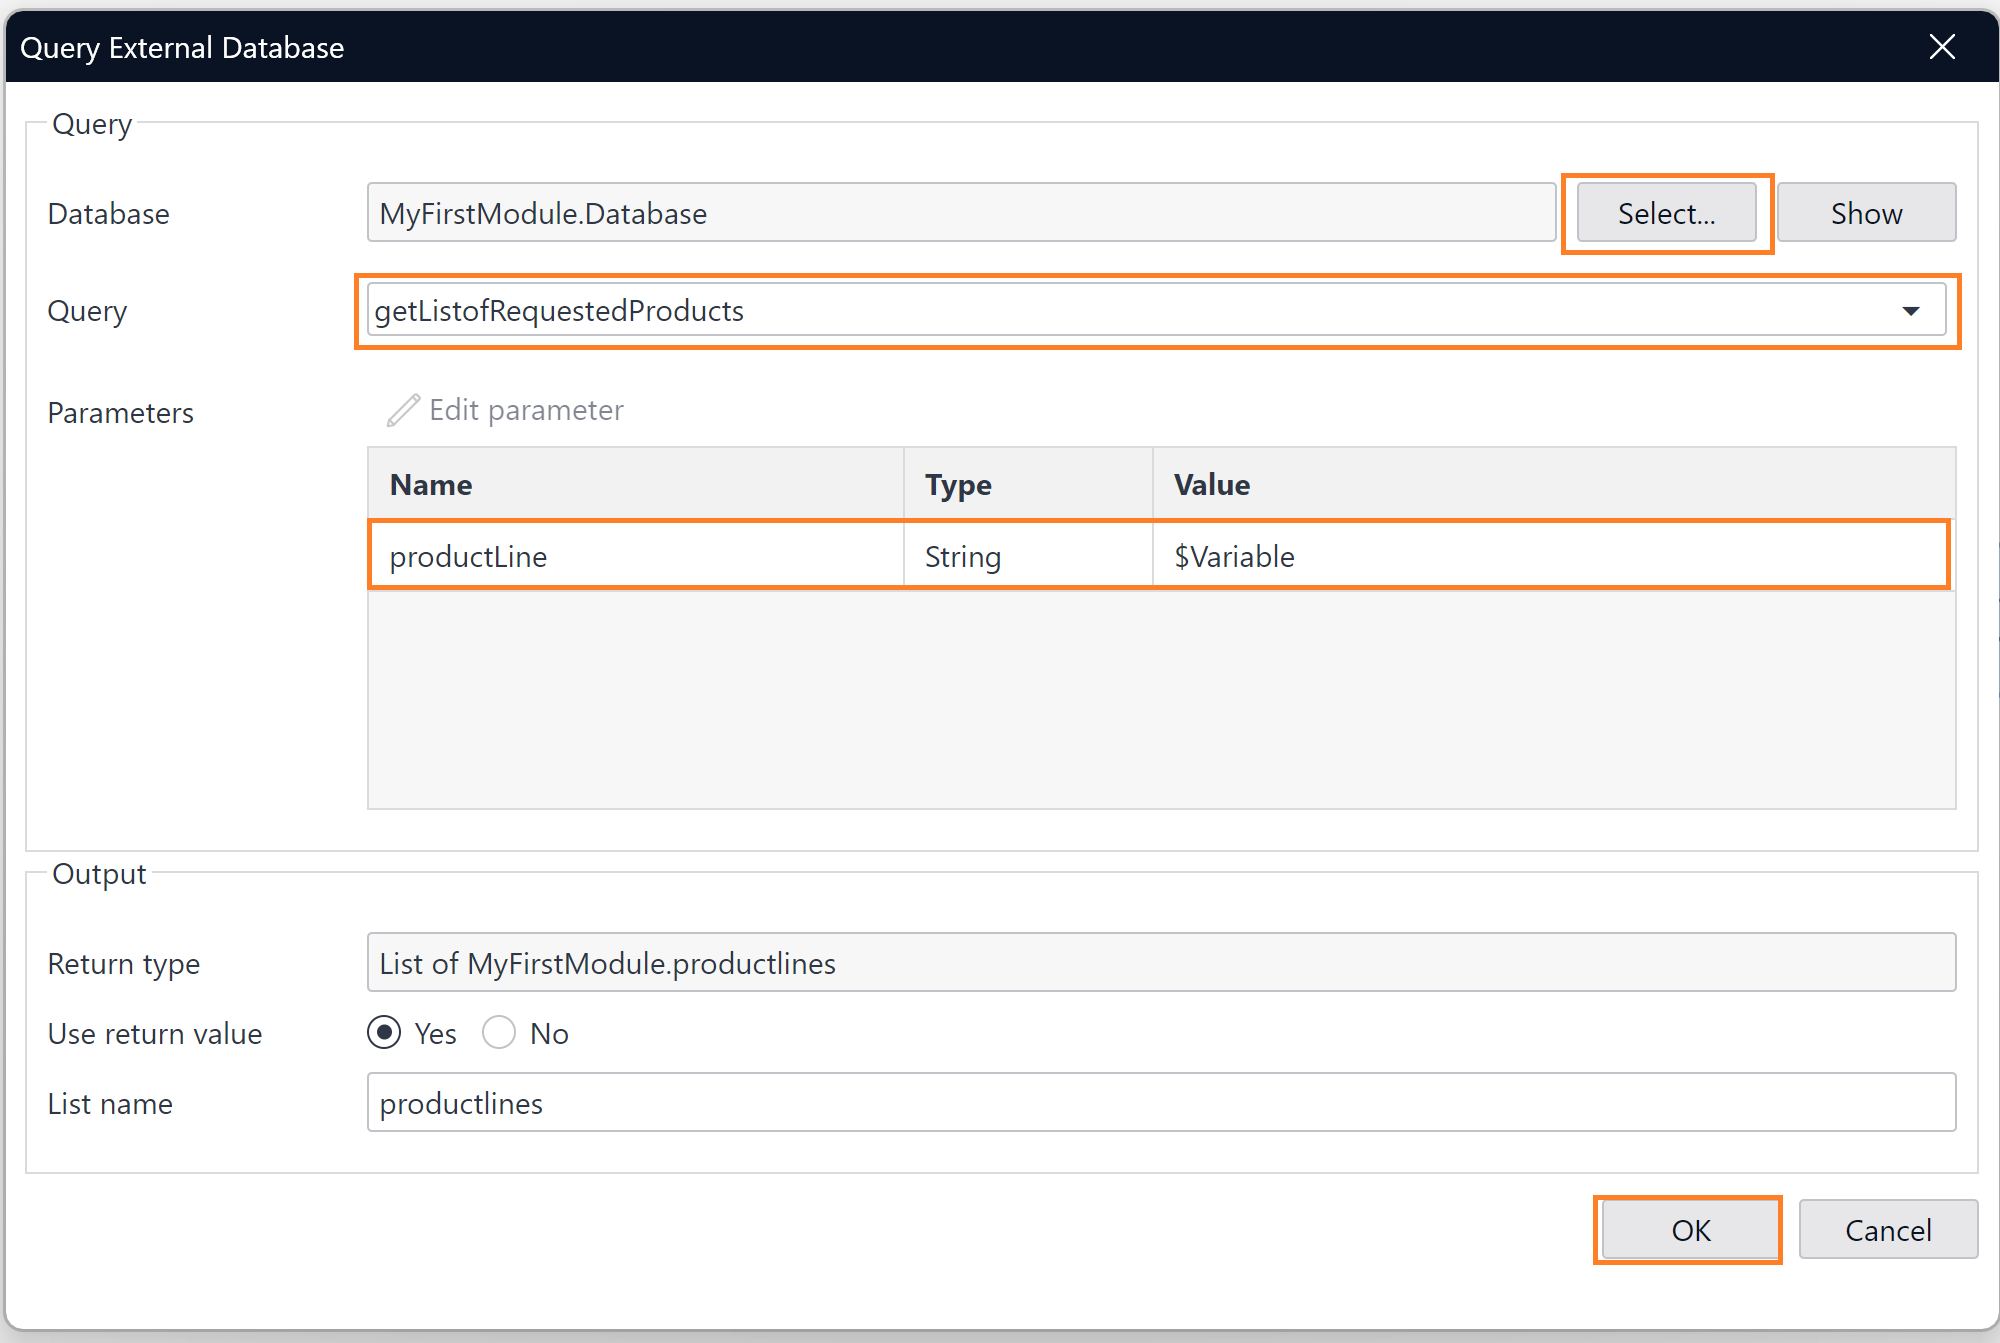 Query External Database
Query
Database MyFirstModule.Database Select... Show
Query getListofRequestedProducts
Parameters Edit parameter
Name Type Value
productLine String $Variable
Output
Return type List of MyFirstModule.productlines
Use return value Yes No
List name productlines
OK Cancel